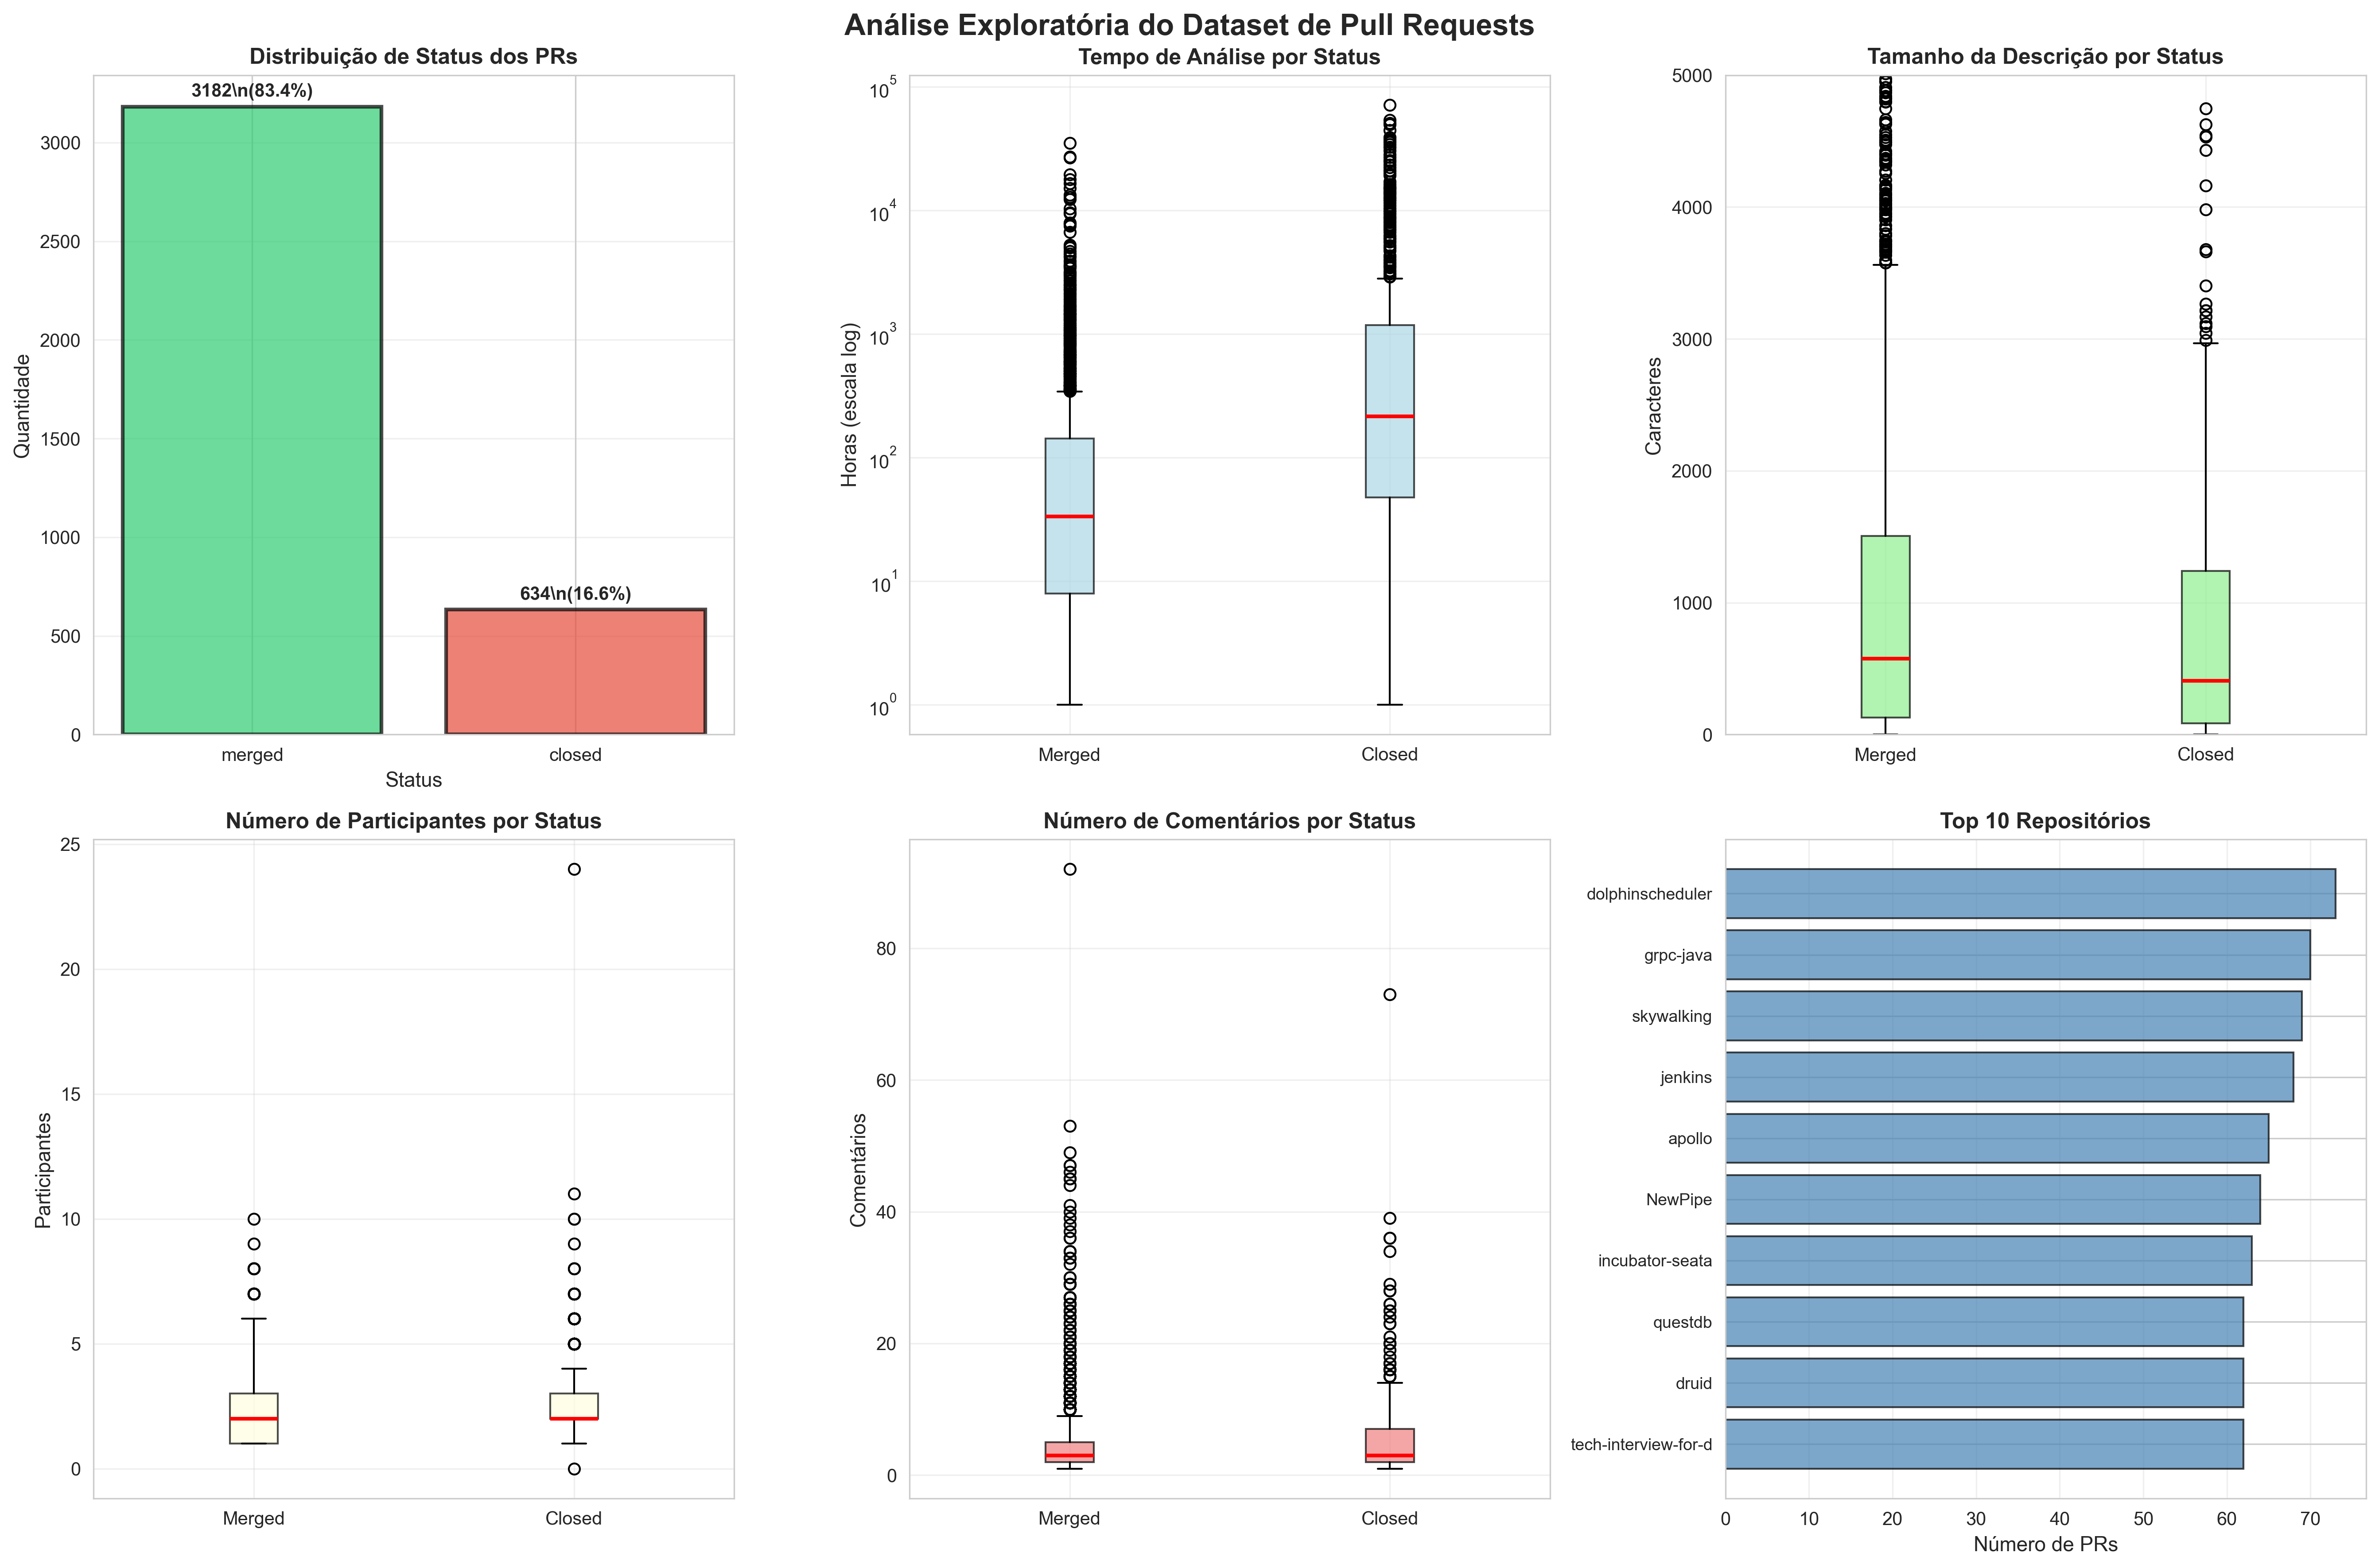 Análise Exploratória do Dataset de Pull Requests
Distribuição de Status dos PRs
3182\n(83.4%)
634\n(16.6%)
Quantidade
3000
2500
2000
1500
1000
500
0
merged
closed
Status
Tempo de Análise por Status
Horas (escala log)
10^5
10^4
10^3
10^2
10^1
10^0
Merged
Closed
Tamanho da Descrição por Status
Caracteres
5000
4000
3000
2000
1000
0
Merged
Closed
Número de Participantes por Status
Participantes
25
20
15
10
5
0
Merged
Closed
Número de Comentários por Status
Comentários
80
60
40
20
0
Merged
Closed
Top 10 Repositórios
dolphinscheduler
grpc-java
skywalking
jenkins
apollo
NewPipe
incubator-seata
questdb
druid
tech-interview-for-d
0 10 20 30 40 50 60 70
Número de PRs